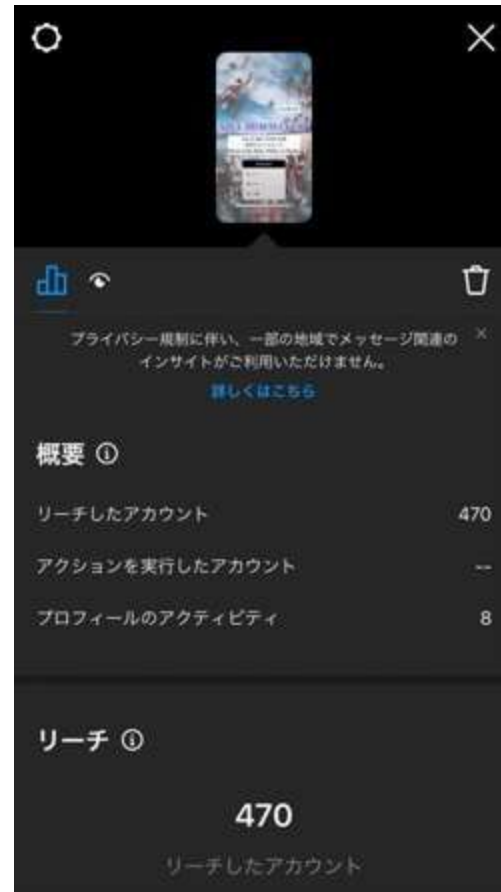 プライバシー規制に伴い、一部の地域でメッセージ関連の
インサイトがご利用いただけません。
詳しくはこちら
概要
リーチしたアカウント 470
アクションを実行したアカウント --
プロフィールのアクティビティ 8
リーチ
470
リーチしたアカウント